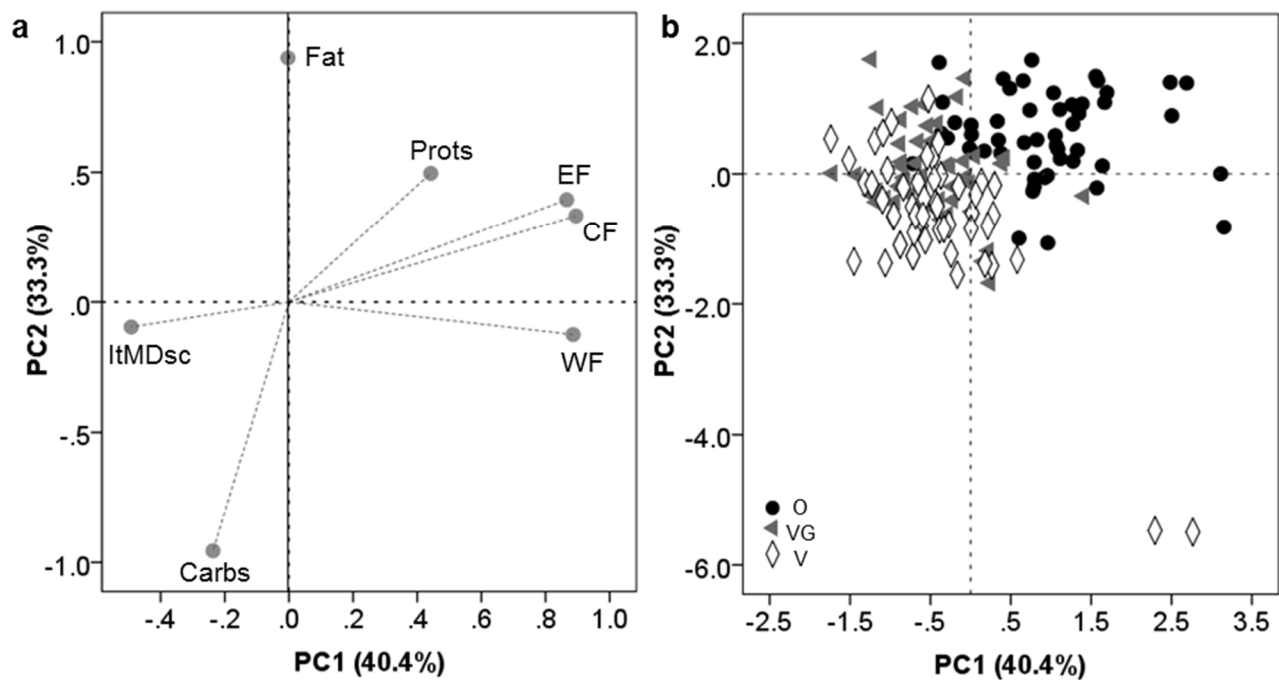 a
PC2 (33.3%)
1.0
.5
.0
-.5
-1.0
Fat
Prots
EF
CF
WF
ItMDsc
Carbs
-.4 -.2 .0 .2 .4 .6 .8 1.0
PC1 (40.4%)
b
PC2 (33.3%)
2.0
.0
-2.0
-4.0
-6.0
O
VG
V
-2.5 -1.5 -.5 .5 1.5 2.5 3.5
PC1 (40.4%)